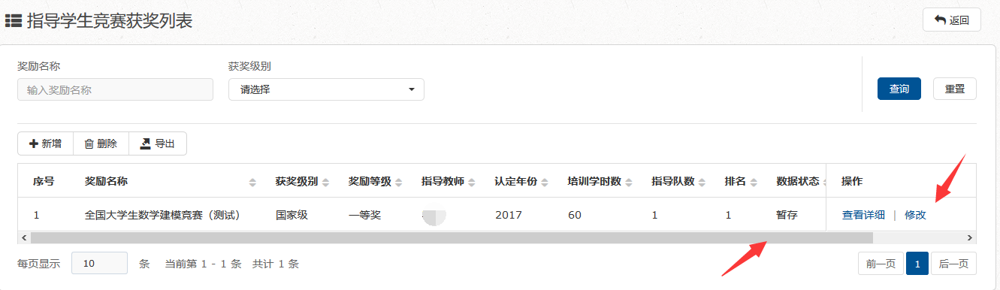 指导学生竞赛获奖列表
返回
奖励名称 获奖级别
输入奖励名称 请选择 查询 重置
新增 删除 导出
序号 奖励名称 获奖级别 奖励等级 指导教师 认定年份 培训学时数 指导队数 排名 数据状态 操作
1 全国大学生数学建模竞赛（测试） 国家级 一等奖 2017 60 1 1 暂存 查看详细 | 修改
每页显示 10 条 当前第 1 - 1 条 共计 1 条 前一页 1 后一页